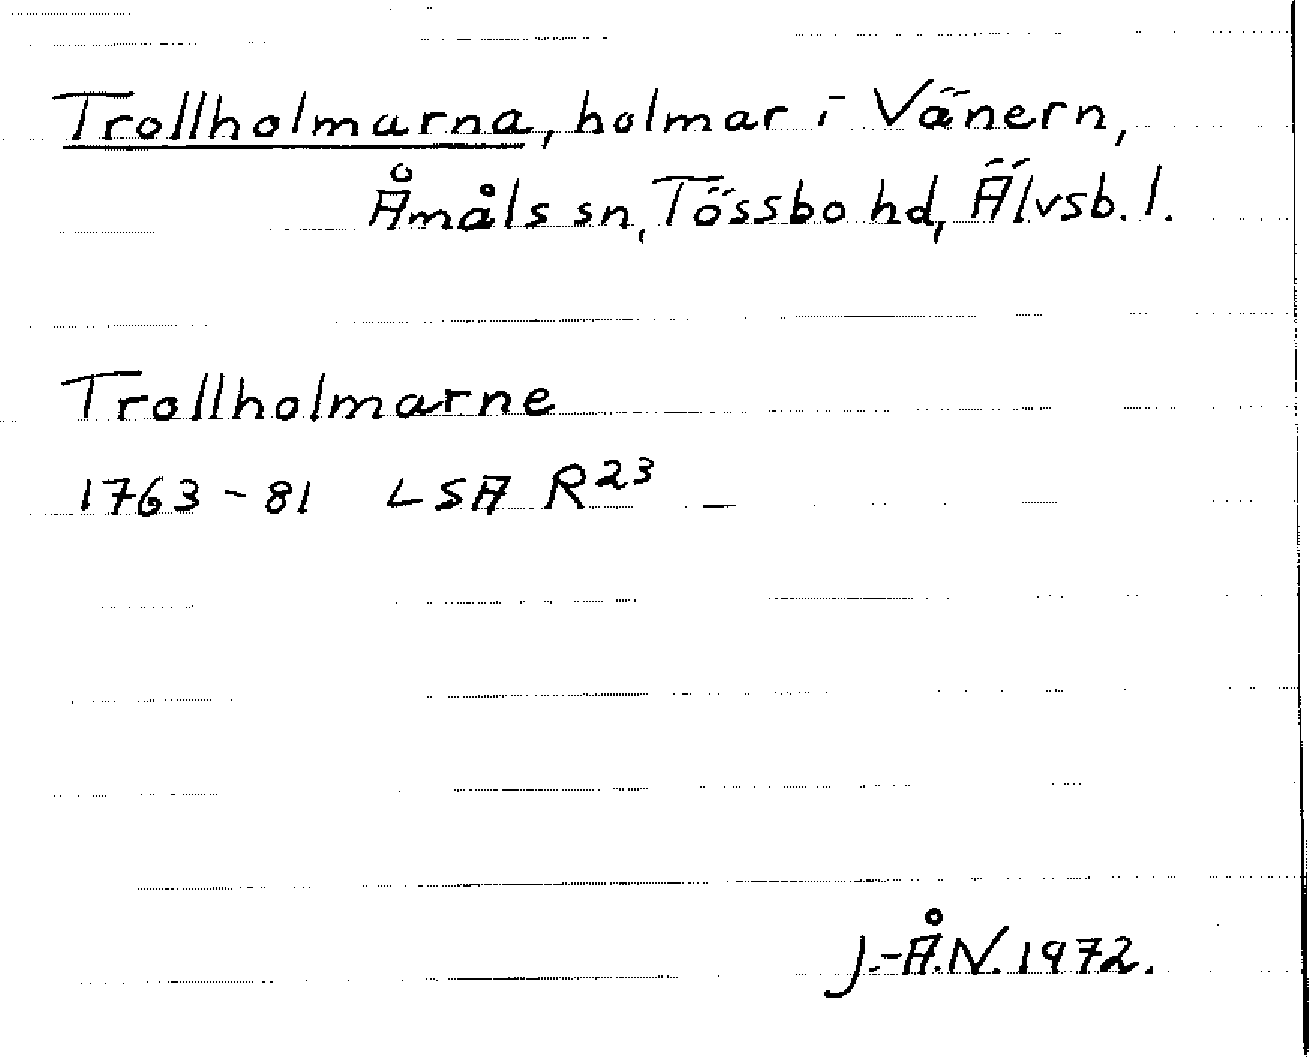 Trollholmarna, holmar i Vänern,
Åmåls sn, Tössbo hd, Älvsb. l.
Trollholmarne
1763-81 LSA R23
J.-Å.N. 1972.